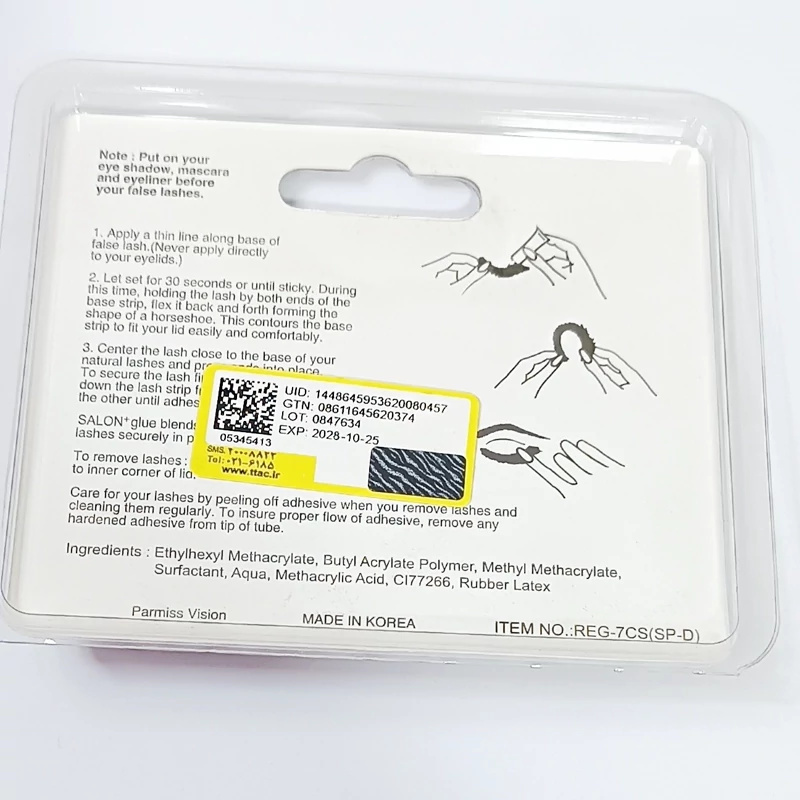 Note : Put on your
eye shadow, mascara
and eyeliner before
your false lashes.
1. Apply a thin line along base of
false lash.(Never apply directly
to your eyelids.)
2. Let set for 30 seconds or until sticky. During
this time, holding the lash by both ends of the
base strip, flex it back and forth forming the
shape of a horseshoe. This contours the base
strip to fit your lid easily and comfortably.
3. Center the lash close to the base of your
natural lashes and into place.
To secure the lash
down the lash strip
the other until
SALON+glue
lashes securely in
To remove lashes :
to inner corner of lid.
UID: 1448645953620080457
GTN: 08611645620374
LOT: 0847634
EXP: 2028-10-25
05345413
SMS: ۲۰۰۰۸۸۲۲
Tel: ۰۲۱-۶۱۸۵
www.ttac.ir
Care for your lashes by peeling off adhesive when you remove lashes and
cleaning them regularly. To insure proper flow of adhesive, remove any
hardened adhesive from tip of tube.
Ingredients : Ethylhexyl Methacrylate, Butyl Acrylate Polymer, Methyl Methacrylate,
Surfactant, Aqua, Methacrylic Acid, CI77266, Rubber Latex
Parmiss Vision
MADE IN KOREA
ITEM NO.:REG-7CS(SP-D)